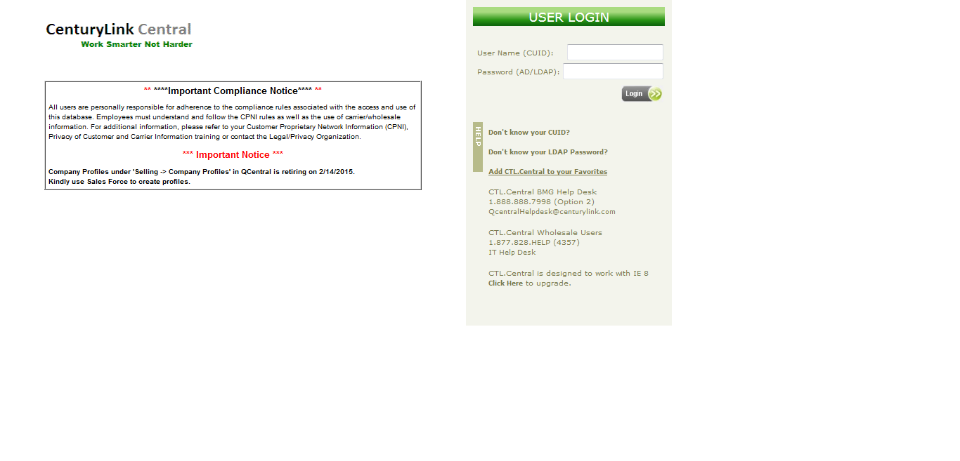 CenturyLink Central
Work Smarter Not Harder
** ****Important Compliance Notice**** **
All users are personally responsible for adherence to the compliance rules associated with the access and use of
this database. Employees must understand and follow the CPNI rules as well as the use of carrier/wholesale
information. For additional information, please refer to your Customer Proprietary Network Information (CPNI),
Privacy of Customer and Carrier Information training or contact the Legal/Privacy Organization.
*** Important Notice ***
Company Profiles under 'Selling -> Company Profiles' in QCentral is retiring on 2/14/2015.
Kindly use Sales Force to create profiles.
USER LOGIN
User Name (CUID):
Password (AD/LDAP):
Login
HELP
Don't know your CUID?
Don't know your LDAP Password?
Add CTL.Central to your Favorites
CTL.Central BMG Help Desk
1.888.888.7998 (Option 2)
QcentralHelpdesk@centurylink.com
CTL.Central Wholesale Users
1.877.828.HELP (4357)
IT Help Desk
CTL.Central is designed to work with IE 8
Click Here to upgrade.